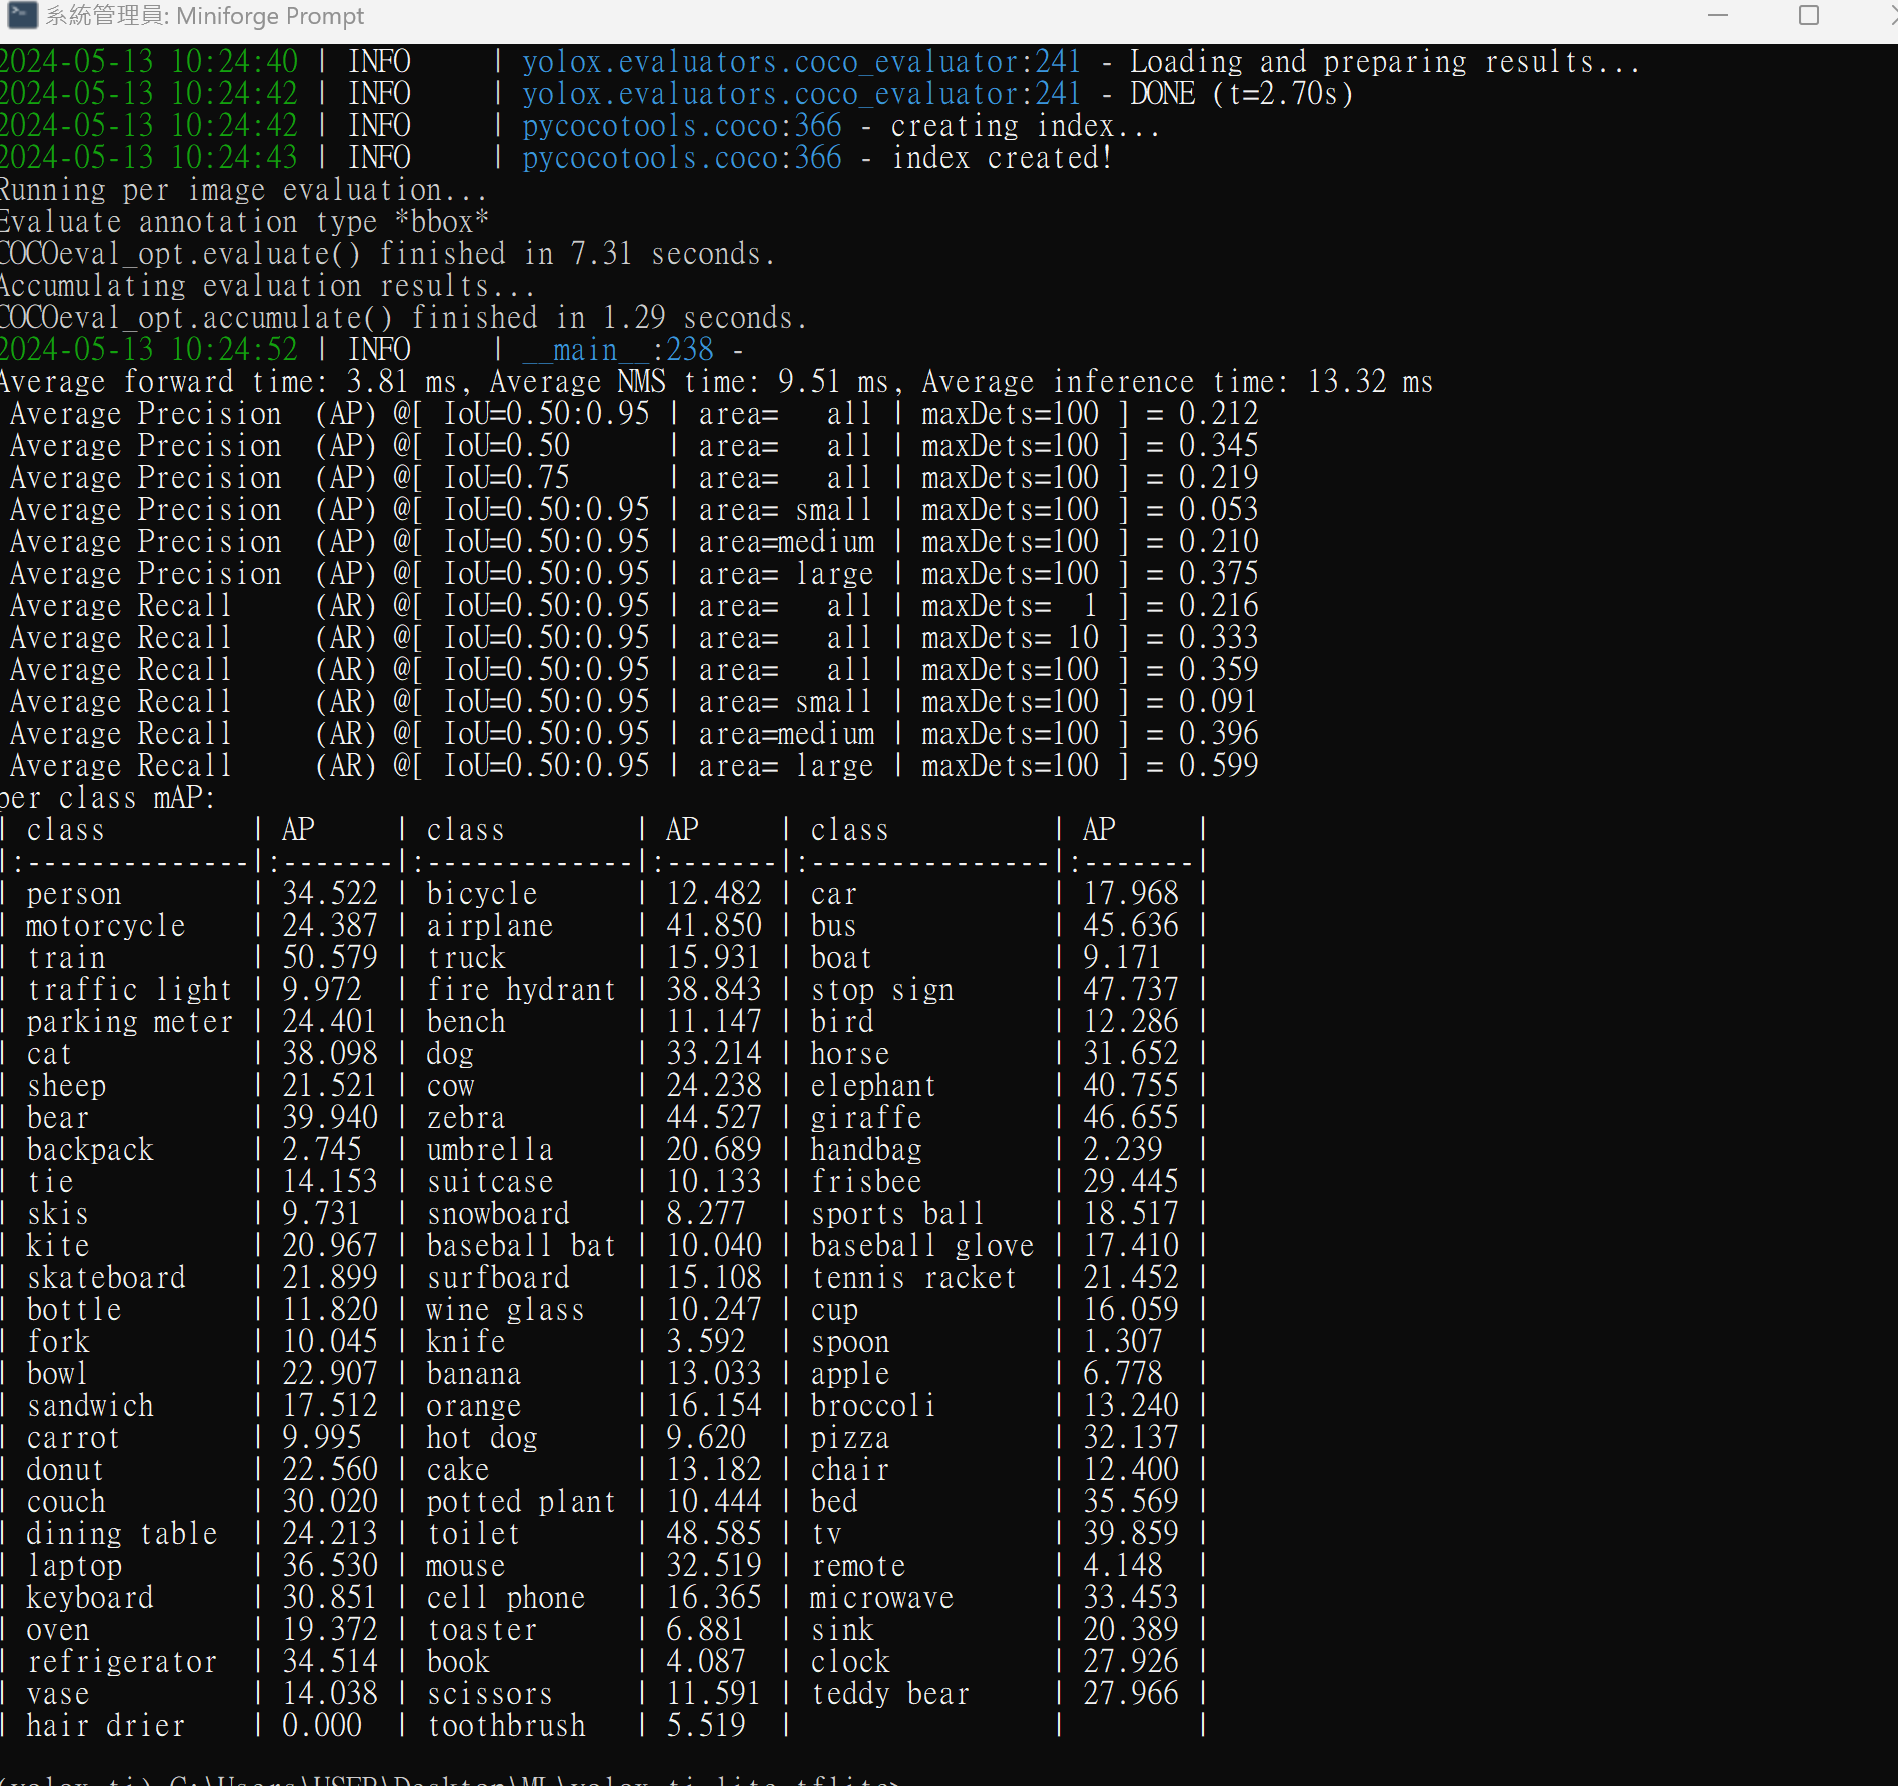 系統管理員: Miniforge Prompt
2024-05-13 10:24:40 | INFO     | yolox.evaluators.coco_evaluator:241 - Loading and preparing results...
2024-05-13 10:24:42 | INFO     | yolox.evaluators.coco_evaluator:241 - DONE (t=2.70s)
2024-05-13 10:24:42 | INFO     | pycocotools.coco:366 - creating index...
2024-05-13 10:24:43 | INFO     | pycocotools.coco:366 - index created!
Running per image evaluation...
Evaluate annotation type *bbox*
COCOeval_opt.evaluate() finished in 7.31 seconds.
Accumulating evaluation results...
COCOeval_opt.accumulate() finished in 1.29 seconds.
2024-05-13 10:24:52 | INFO     | __main__:238 -
Average forward time: 3.81 ms, Average NMS time: 9.51 ms, Average inference time: 13.32 ms
 Average Precision  (AP) @[ IoU=0.50:0.95 | area=   all | maxDets=100 ] = 0.212
 Average Precision  (AP) @[ IoU=0.50      | area=   all | maxDets=100 ] = 0.345
 Average Precision  (AP) @[ IoU=0.75      | area=   all | maxDets=100 ] = 0.219
 Average Precision  (AP) @[ IoU=0.50:0.95 | area= small | maxDets=100 ] = 0.053
 Average Precision  (AP) @[ IoU=0.50:0.95 | area=medium | maxDets=100 ] = 0.210
 Average Precision  (AP) @[ IoU=0.50:0.95 | area= large | maxDets=100 ] = 0.375
 Average Recall     (AR) @[ IoU=0.50:0.95 | area=   all | maxDets=  1 ] = 0.216
 Average Recall     (AR) @[ IoU=0.50:0.95 | area=   all | maxDets= 10 ] = 0.333
 Average Recall     (AR) @[ IoU=0.50:0.95 | area=   all | maxDets=100 ] = 0.359
 Average Recall     (AR) @[ IoU=0.50:0.95 | area= small | maxDets=100 ] = 0.091
 Average Recall     (AR) @[ IoU=0.50:0.95 | area=medium | maxDets=100 ] = 0.396
 Average Recall     (AR) @[ IoU=0.50:0.95 | area= large | maxDets=100 ] = 0.599
per class mAP:
| class         | AP     | class        | AP     | class          | AP     |
|:--------------|:-------|:-------------|:-------|:---------------|:-------|
| person        | 34.522 | bicycle      | 12.482 | car            | 17.968 |
| motorcycle    | 24.387 | airplane     | 41.850 | bus            | 45.636 |
| train         | 50.579 | truck        | 15.931 | boat           | 9.171  |
| traffic light | 9.972  | fire hydrant | 38.843 | stop sign      | 47.737 |
| parking meter | 24.401 | bench        | 11.147 | bird           | 12.286 |
| cat           | 38.098 | dog          | 33.214 | horse          | 31.652 |
| sheep         | 21.521 | cow          | 24.238 | elephant       | 40.755 |
| bear          | 39.940 | zebra        | 44.527 | giraffe        | 46.655 |
| backpack      | 2.745  | umbrella     | 20.689 | handbag        | 2.239  |
| tie           | 14.153 | suitcase     | 10.133 | frisbee        | 29.445 |
| skis          | 9.731  | snowboard    | 8.277  | sports ball    | 18.517 |
| kite          | 20.967 | baseball bat | 10.040 | baseball glove | 17.410 |
| skateboard    | 21.899 | surfboard    | 15.108 | tennis racket  | 21.452 |
| bottle        | 11.820 | wine glass   | 10.247 | cup            | 16.059 |
| fork          | 10.045 | knife        | 3.592  | spoon          | 1.307  |
| bowl          | 22.907 | banana       | 13.033 | apple          | 6.778  |
| sandwich      | 17.512 | orange       | 16.154 | broccoli       | 13.240 |
| carrot        | 9.995  | hot dog      | 9.620  | pizza          | 32.137 |
| donut         | 22.560 | cake         | 13.182 | chair          | 12.400 |
| couch         | 30.020 | potted plant | 10.444 | bed            | 35.569 |
| dining table  | 24.213 | toilet       | 48.585 | tv             | 39.859 |
| laptop        | 36.530 | mouse        | 32.519 | remote         | 4.148  |
| keyboard      | 30.851 | cell phone   | 16.365 | microwave      | 33.453 |
| oven          | 19.372 | toaster      | 6.881  | sink           | 20.389 |
| refrigerator  | 34.514 | book         | 4.087  | clock          | 27.926 |
| vase          | 14.038 | scissors     | 11.591 | teddy bear     | 27.966 |
| hair drier    | 0.000  | toothbrush   | 5.519  |                |        |
C:\Users\USER\Desktop\ML\